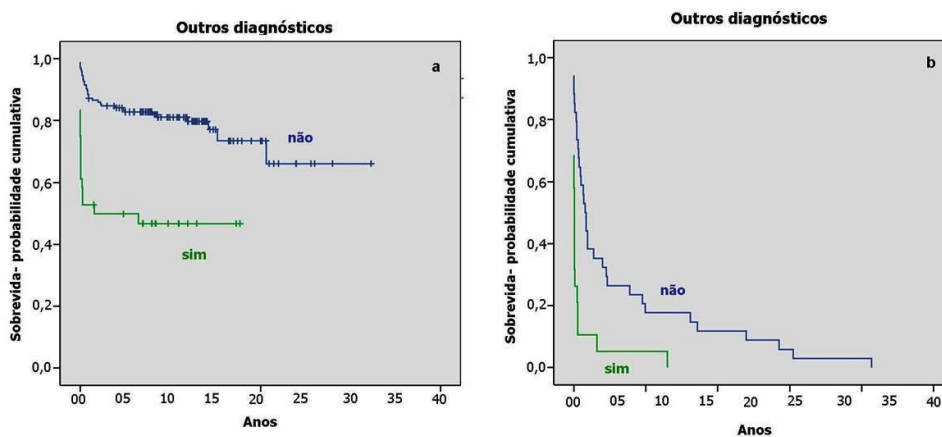 Outros diagnósticos
a
Sobrevida- probabilidade cumulativa
1,0
0,8
0,6
0,4
0,2
0,0
não
sim
00 05 10 15 20 25 30 35 40
Anos
Outros diagnósticos
b
Sobrevida- probabilidade cumulativa
1,0
0,8
0,6
0,4
0,2
0,0
não
sim
00 05 10 15 20 25 30 35 40
Anos